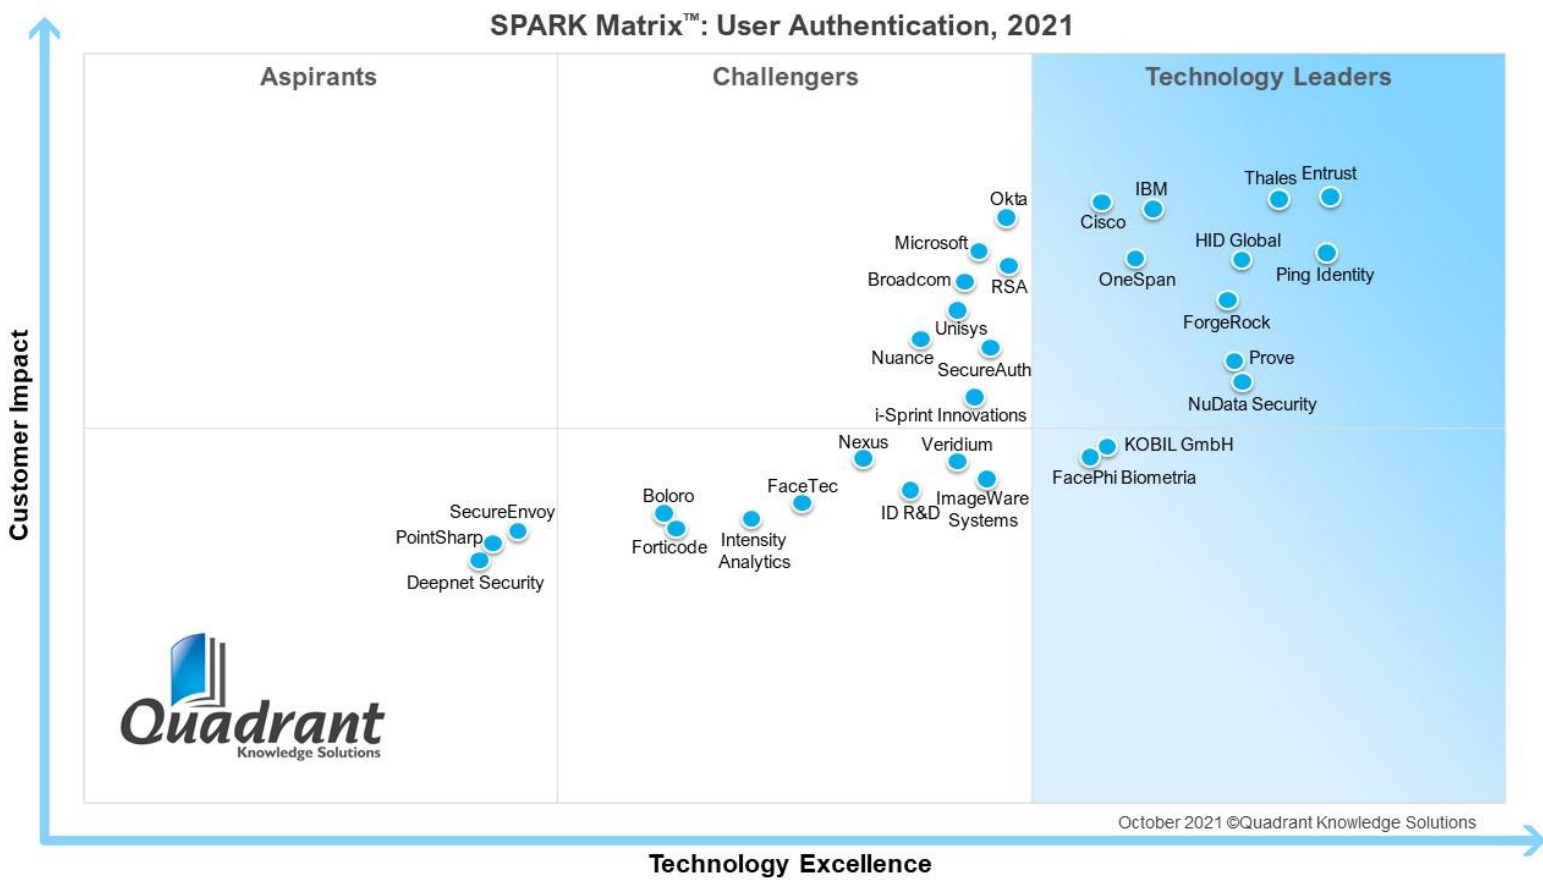 SPARK Matrix™: User Authentication, 2021
Aspirants
Challengers
Technology Leaders
Okta
Microsoft
Broadcom
RSA
Unisys
Nuance
SecureAuth
i-Sprint Innovations
Cisco
IBM
Thales
Entrust
HID Global
OneSpan
Ping Identity
ForgeRock
Prove
NuData Security
SecureEnvoy
PointSharp
Deepnet Security
Nexus
Veridium
FaceTec
Boloro
ID R&D
ImageWare
Systems
Forticode
Intensity
Analytics
KOBIL GmbH
FacePhi Biometria
Quadrant
Knowledge Solutions
Customer Impact
October 2021 ©Quadrant Knowledge Solutions
Technology Excellence